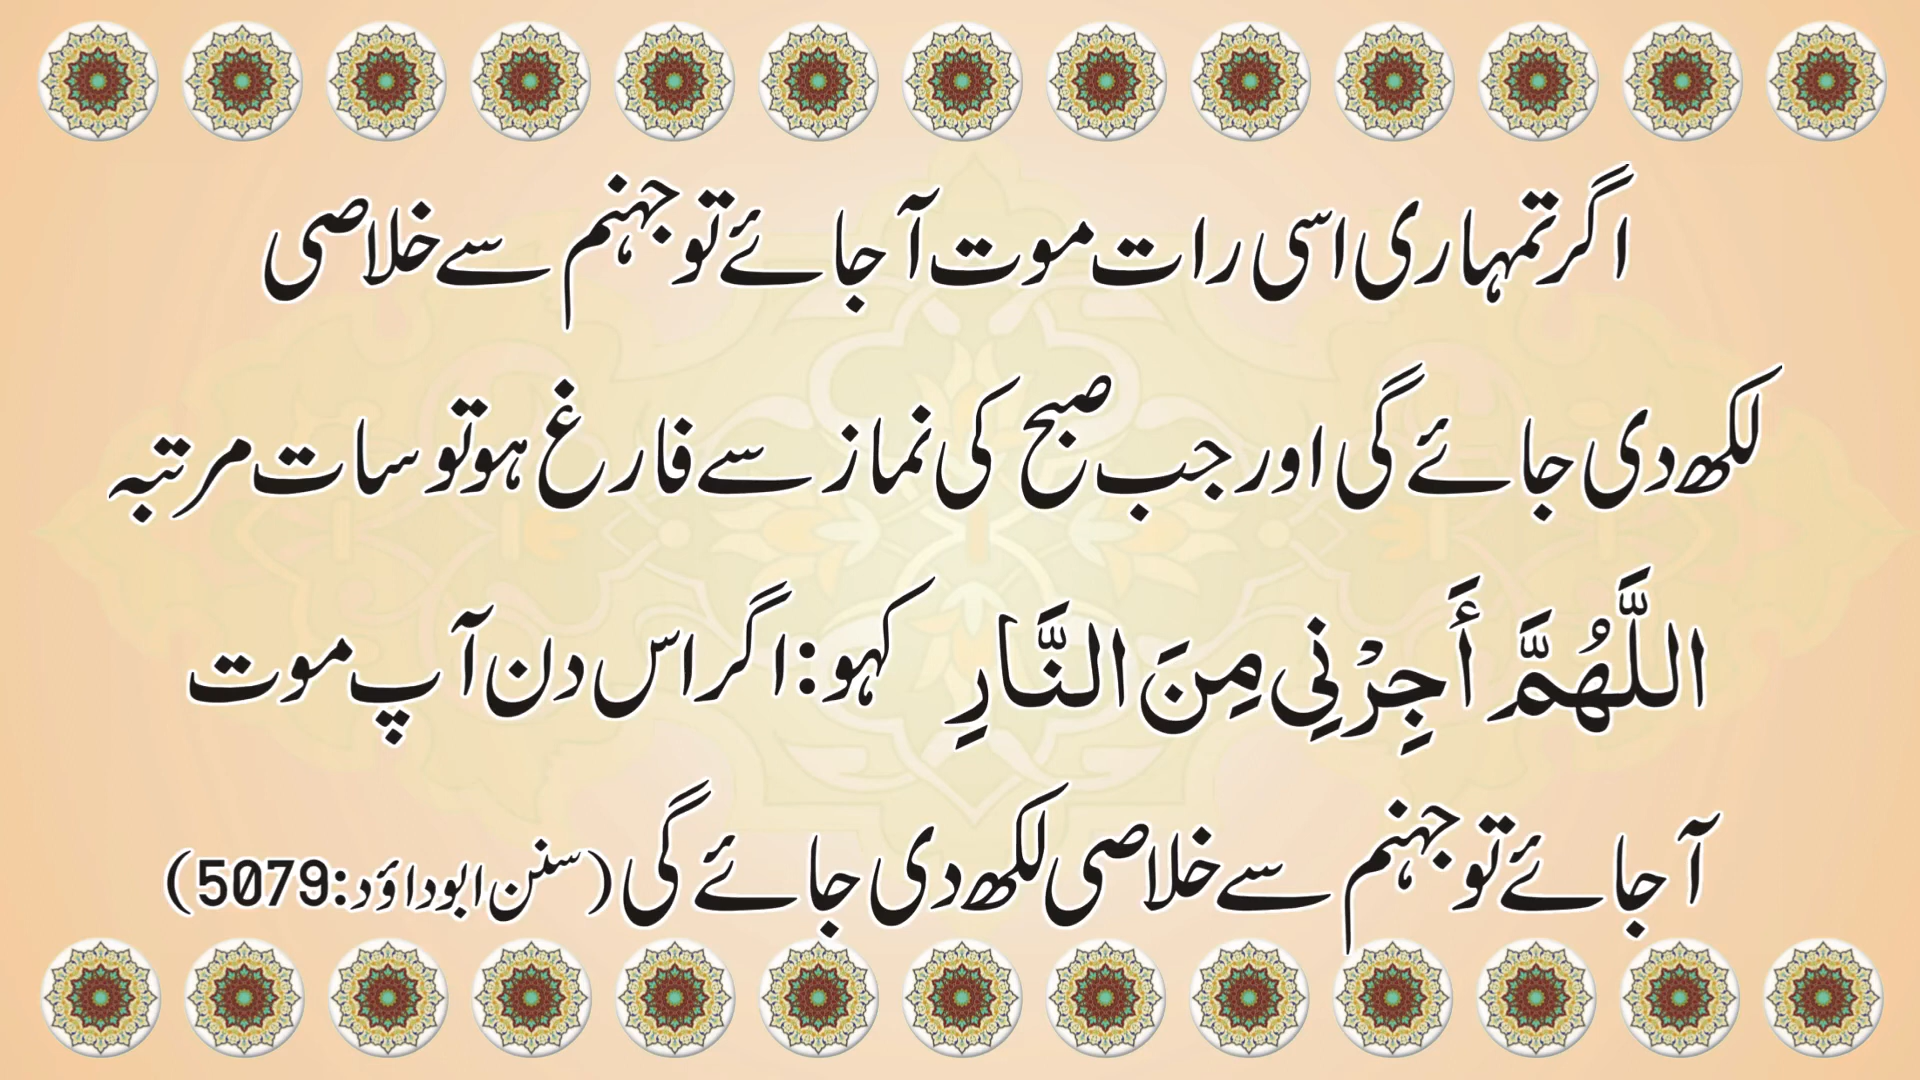 اگر تمہاری اسی رات موت آ جائے تو جہنم سے خلاصی
لکھ دی جائے گی اور جب صبح کی نماز سے فارغ ہو تو سات مرتبہ
اللَّهُمَّ أَجِرْنِي مِنَ النَّارِ کہو: اگر اس دن آپ موت
آ جائے تو جہنم سے خلاصی لکھ دی جائے گی (سنن ابوداؤد:5079)